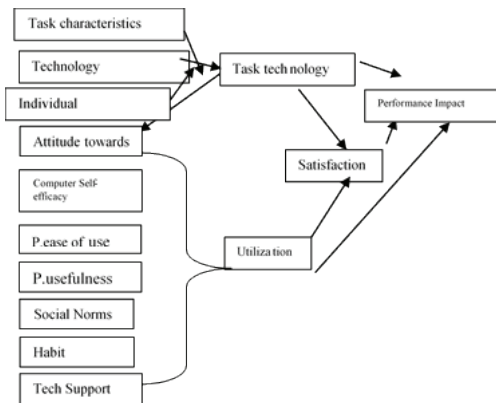 Task characteristics
Technology
Task technology
Individual
Performance Impact
Attitude towards
Satisfaction
Computer Self-
efficacy
P.ease of use
Utilization
P.usefulness
Social Norms
Habit
Tech Support